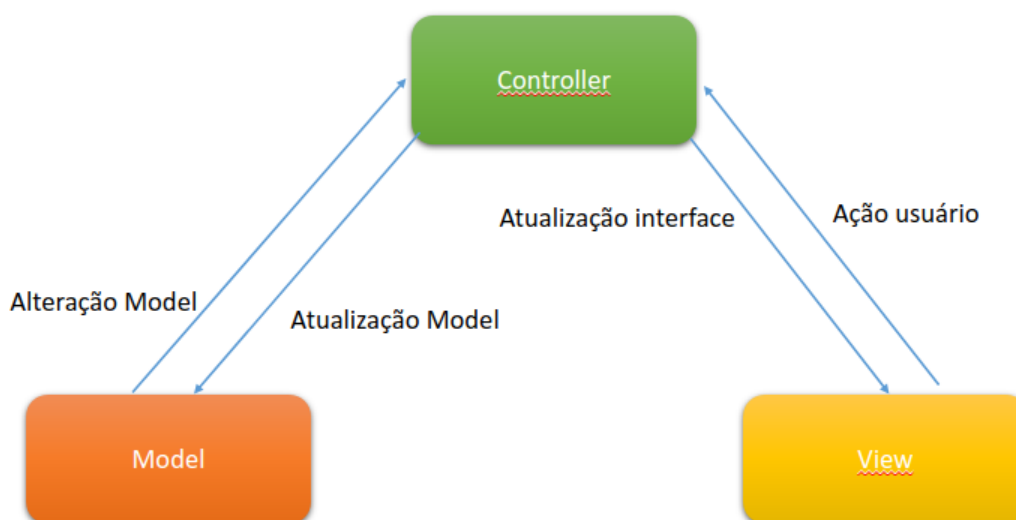 Controller
Atualização interface
Ação usuário
Alteração Model
Atualização Model
Model
View